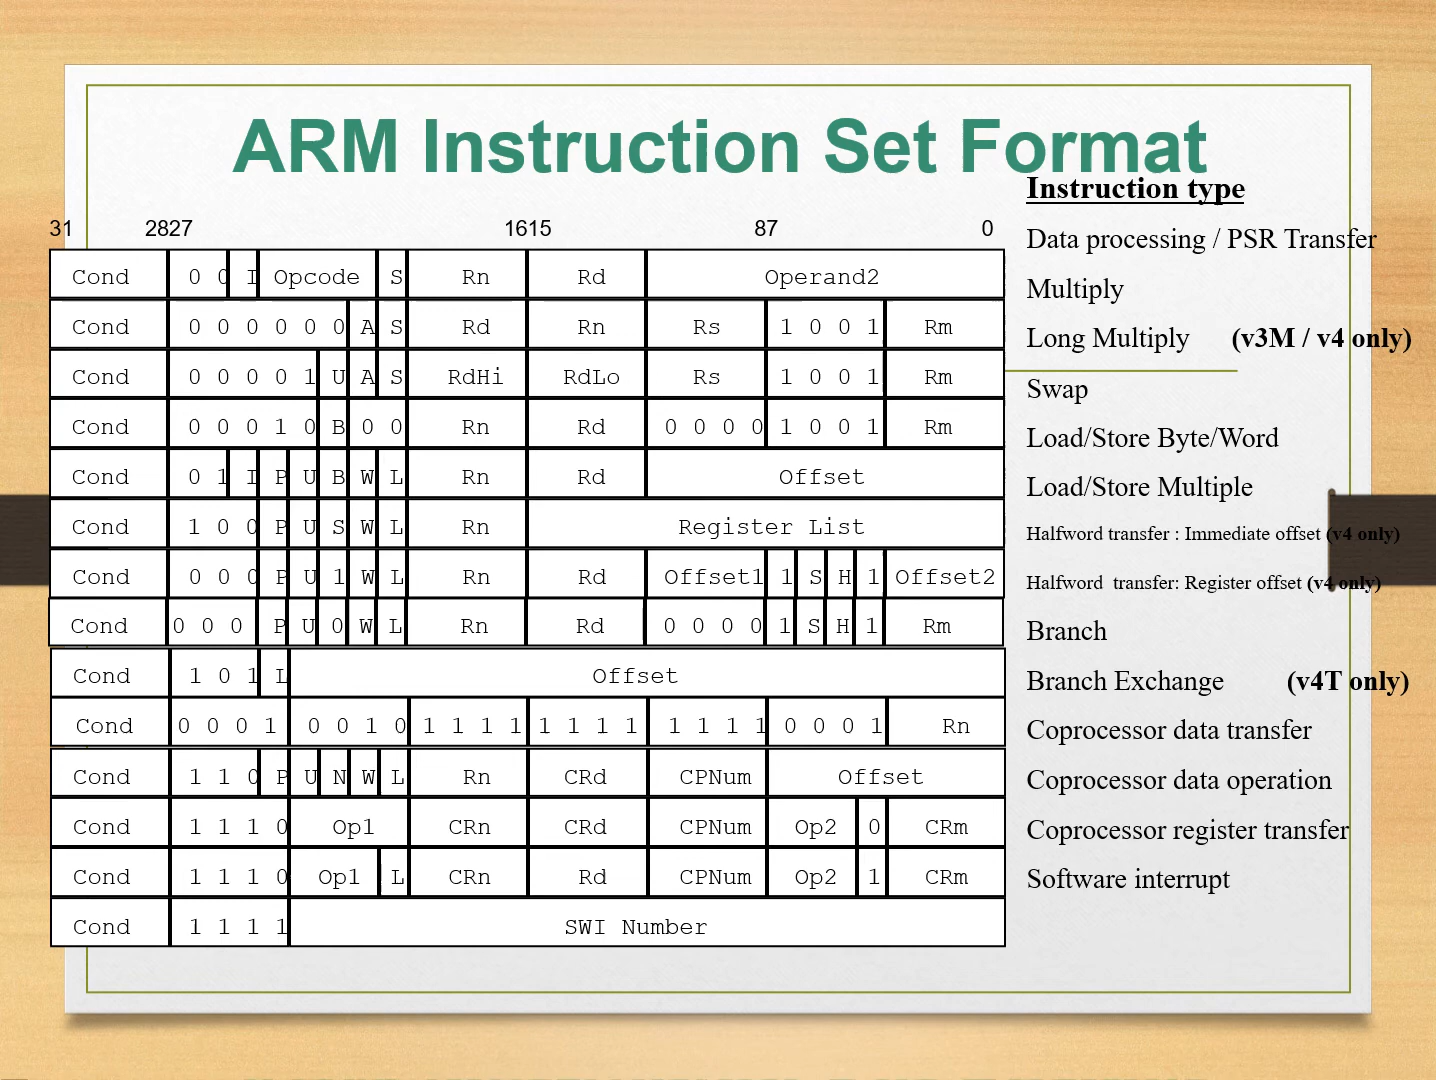 ARM Instruction Set Format
Instruction type
31 2827 1615 87 0
Data processing / PSR Transfer
Cond 0 0 I Opcode S Rn Rd Operand2
Multiply
Cond 0 0 0 0 0 0 A S Rd Rn Rs 1 0 0 1 Rm
Long Multiply (v3M / v4 only)
Cond 0 0 0 0 1 U A S RdHi RdLo Rs 1 0 0 1 Rm
Swap
Cond 0 0 0 1 0 B 0 0 Rn Rd 0 0 0 0 1 0 0 1 Rm
Load/Store Byte/Word
Cond 0 1 I P U B W L Rn Rd Offset
Load/Store Multiple
Cond 1 0 0 P U S W L Rn Register List
Halfword transfer : Immediate offset (v4 only)
Cond 0 0 0 P U 1 W L Rn Rd Offset1 1 S H 1 Offset2
Halfword transfer: Register offset (v4 only)
Cond 0 0 0 P U 0 W L Rn Rd 0 0 0 0 1 S H 1 Rm
Branch
Cond 1 0 1 L Offset
Branch Exchange (v4T only)
Cond 0 0 0 1 0 0 1 0 1 1 1 1 1 1 1 1 1 1 1 1 0 0 0 1 Rn
Coprocessor data transfer
Cond 1 1 0 P U N W L Rn CRd CPNum Offset
Coprocessor data operation
Cond 1 1 1 0 Op1 CRn CRd CPNum Op2 0 CRm
Coprocessor register transfer
Cond 1 1 1 0 Op1 L CRn Rd CPNum Op2 1 CRm
Software interrupt
Cond 1 1 1 1 SWI Number